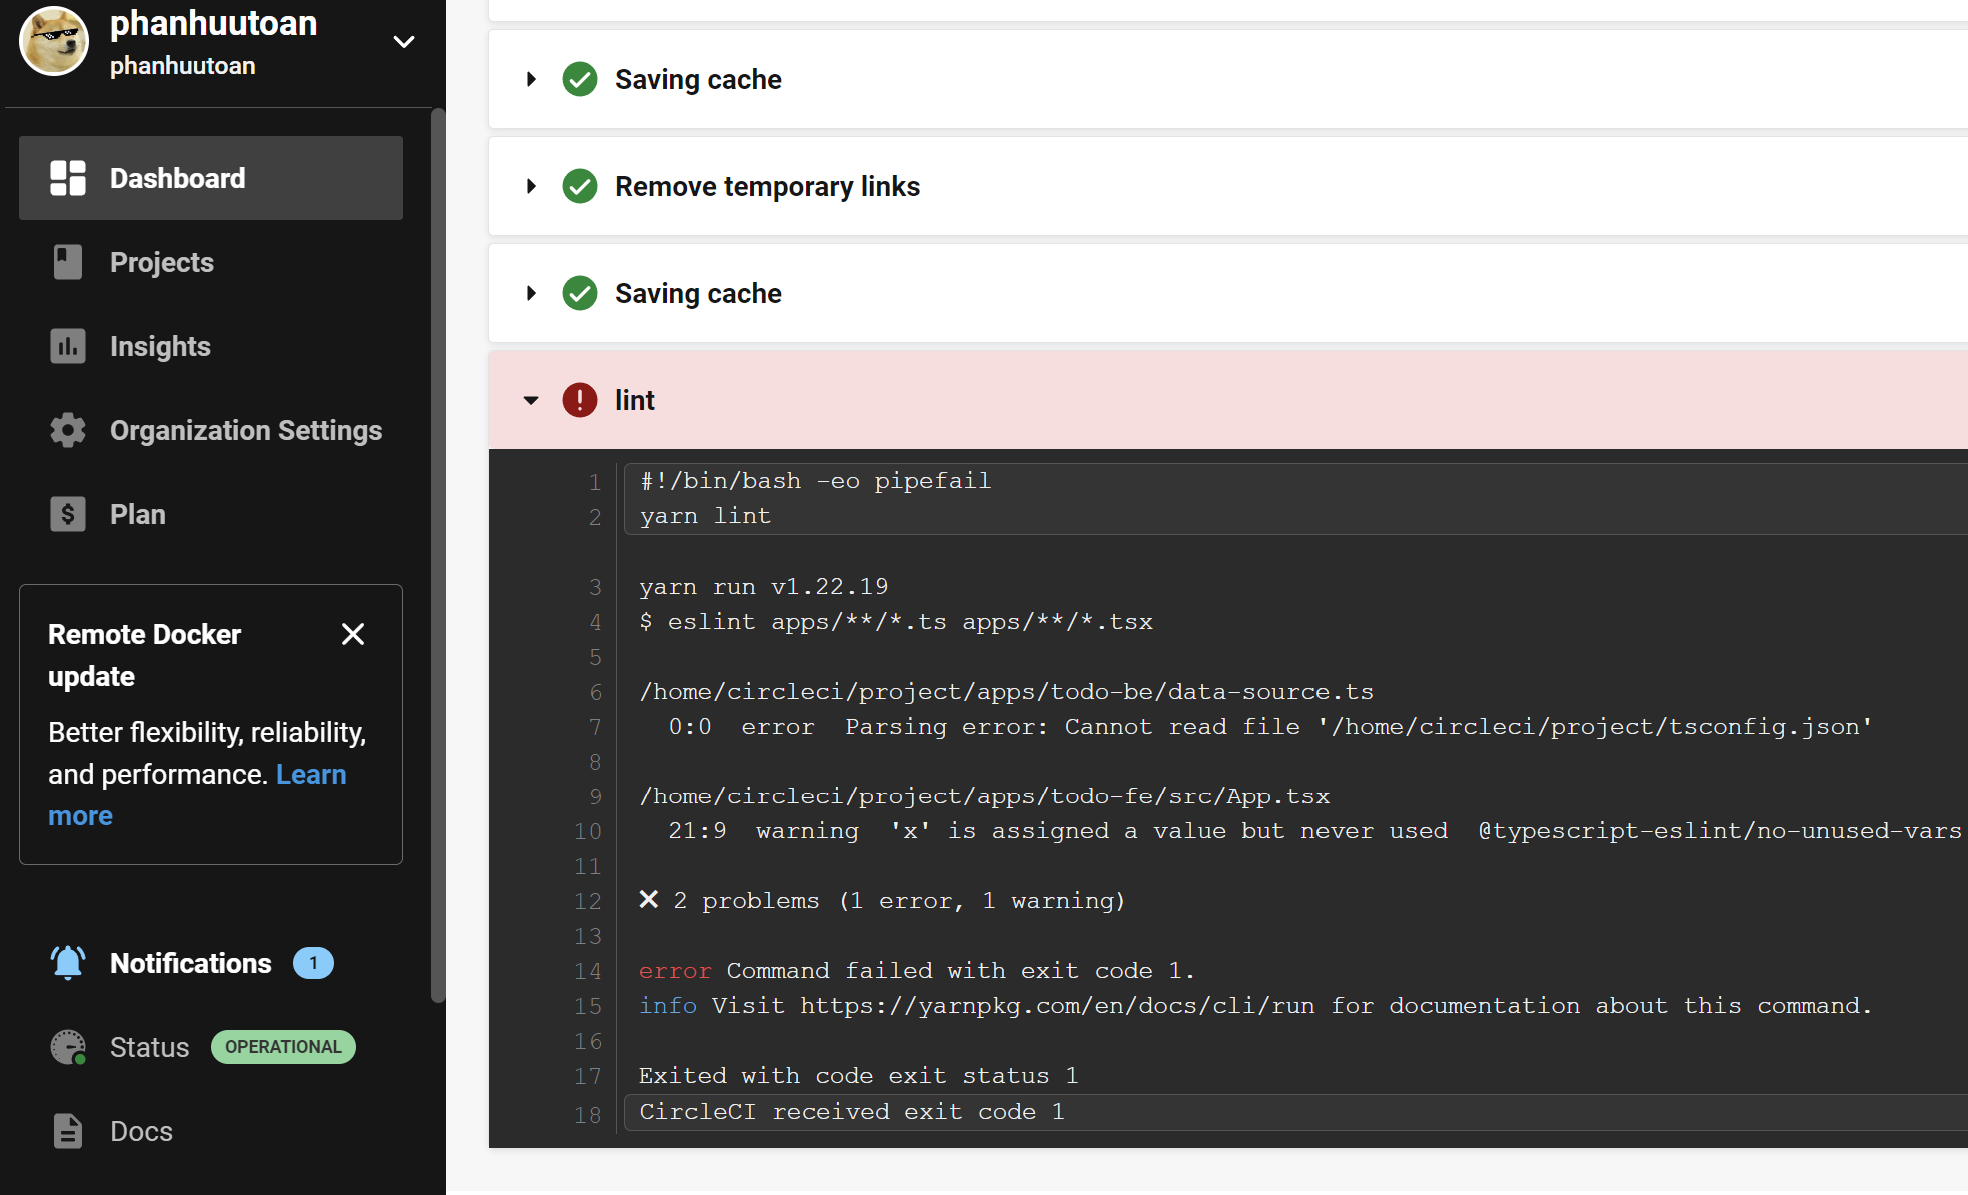 phanhuutoan
phanhuutoan
Dashboard
Projects
Insights
Organization Settings
Plan
Remote Docker
update
Better flexibility, reliability,
and performance. Learn
more
Notifications 1
Status OPERATIONAL
Docs
Saving cache
Remove temporary links
Saving cache
lint
1 #!/bin/bash -eo pipefail
2 yarn lint
3 yarn run v1.22.19
4 $ eslint apps/**/*.ts apps/**/*.tsx
5
6 /home/circleci/project/apps/todo-be/data-source.ts
7 0:0 error Parsing error: Cannot read file '/home/circleci/project/tsconfig.json'
8
9 /home/circleci/project/apps/todo-fe/src/App.tsx
10 21:9 warning 'x' is assigned a value but never used @typescript-eslint/no-unused-vars
11
12 ✕ 2 problems (1 error, 1 warning)
13
14 error Command failed with exit code 1.
15 info Visit https://yarnpkg.com/en/docs/cli/run for documentation about this command.
16
17 Exited with code exit status 1
18 CircleCI received exit code 1